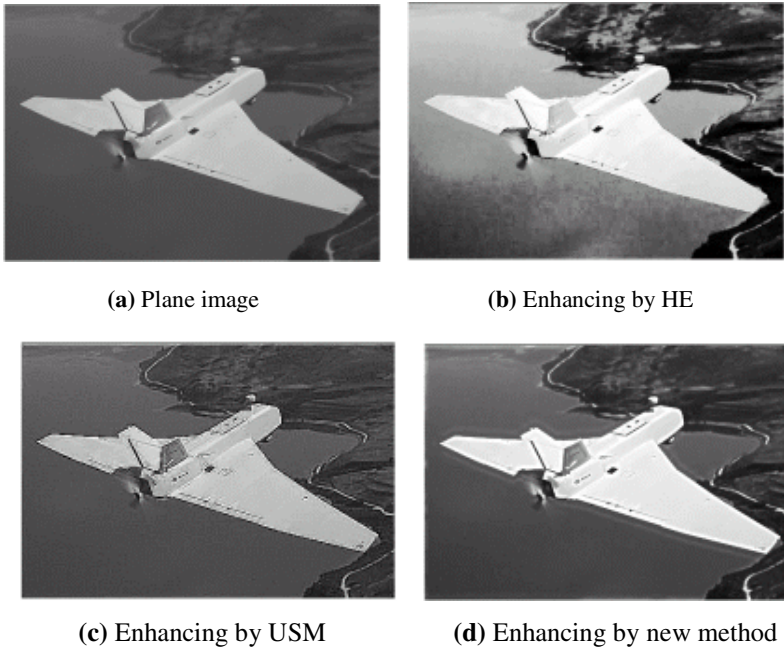 (a) Plane image
(b) Enhancing by HE
(c) Enhancing by USM
(d) Enhancing by new method